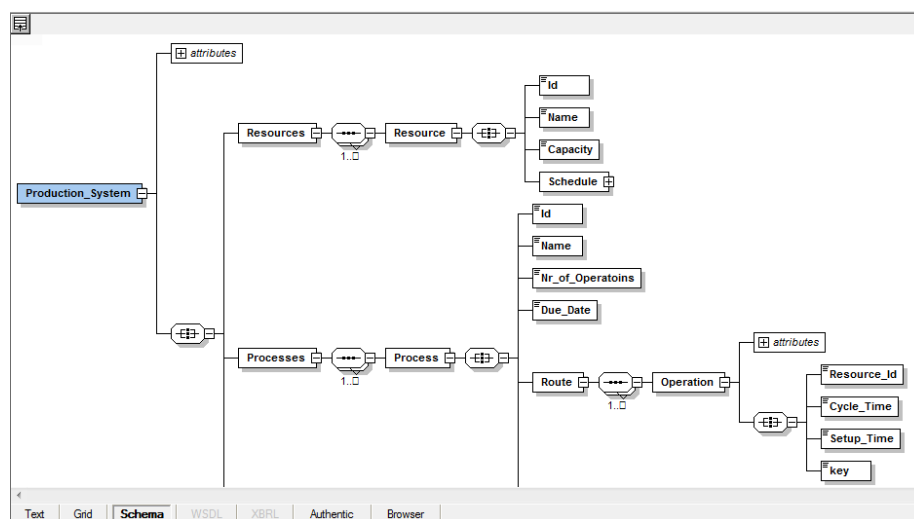 attributes
Id
Name
Resources
Resource
Capacity
1..□
Schedule
Production_System
Id
Name
Nr_of_Operatoins
Due_Date
attributes
Processes
Process
1..□
Route
Operation
1..□
Resource_Id
Cycle_Time
Setup_Time
key
Text Grid Schema WSDL XBRL Authentic Browser